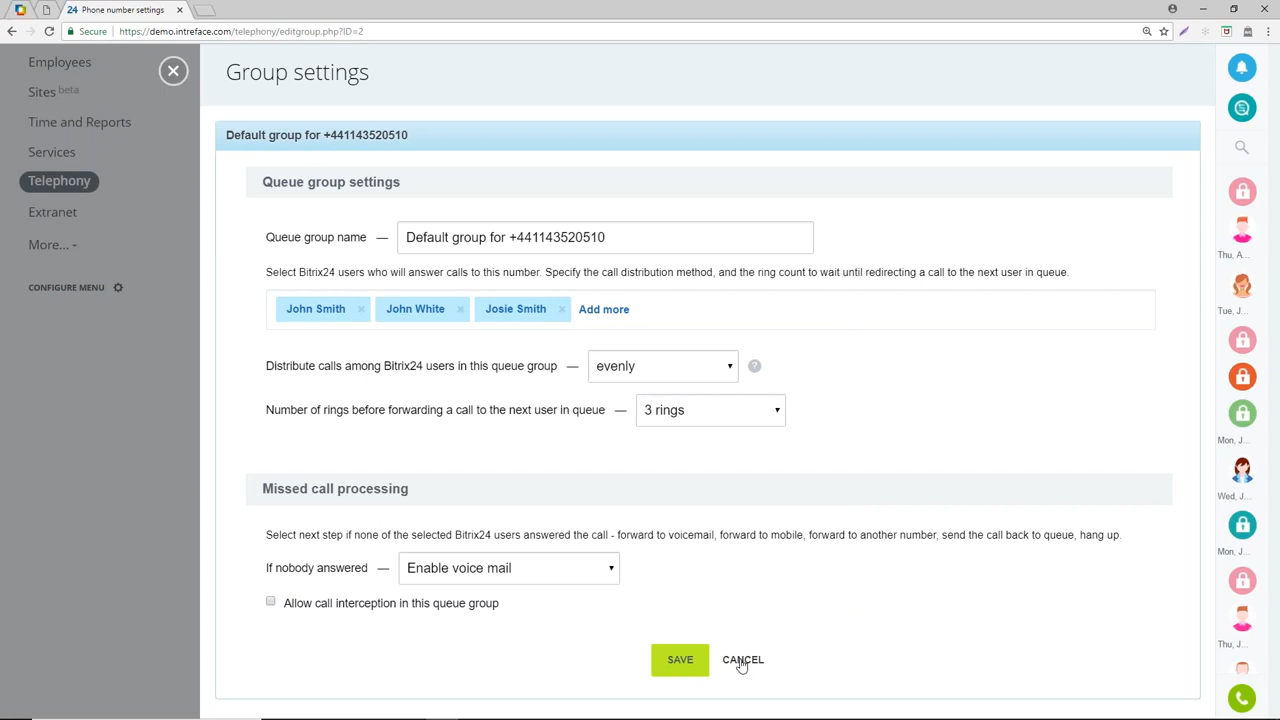 24 Phone number settings
Secure https://demo.intreface.com/telephony/editgroup.php?ID=2
Employees
Sites beta
Time and Reports
Services
Telephony
Extranet
More...
CONFIGURE MENU
Group settings
Default group for +441143520510
Queue group settings
Queue group name — Default group for +441143520510
Select Bitrix24 users who will answer calls to this number. Specify the call distribution method, and the ring count to wait until redirecting a call to the next user in queue.
John Smith × John White × Josie Smith × Add more
Distribute calls among Bitrix24 users in this queue group — evenly ?
Number of rings before forwarding a call to the next user in queue — 3 rings
Missed call processing
Select next step if none of the selected Bitrix24 users answered the call - forward to voicemail, forward to mobile, forward to another number, send the call back to queue, hang up.
If nobody answered — Enable voice mail
Allow call interception in this queue group
SAVE CANCEL
Thu, A...
Tue, J...
Mon, J...
Wed, J...
Mon, J...
Thu, J...